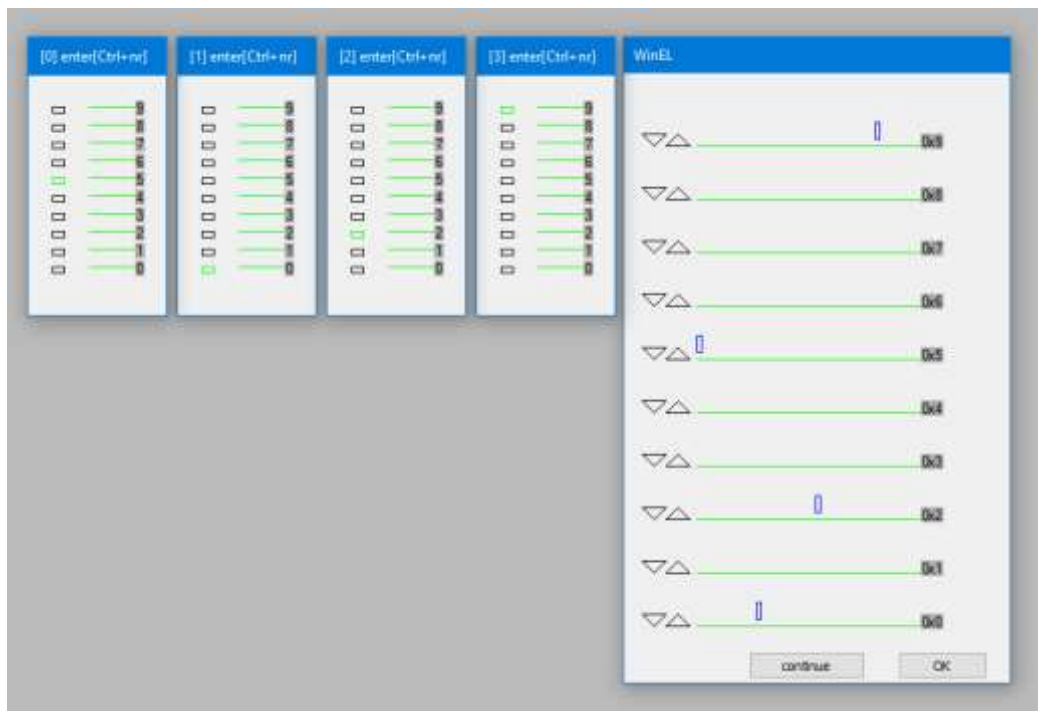 [0] enter[Ctrl+nr]
9
8
7
6
5
4
3
2
1
0
[1] enter[Ctrl+nr]
9
8
7
6
5
4
3
2
1
0
[2] enter[Ctrl+nr]
9
8
7
6
5
4
3
2
1
0
[3] enter[Ctrl+nr]
9
8
7
6
5
4
3
2
1
0
WinEL
0x9
0x8
0x7
0x6
0x5
0x4
0x3
0x2
0x1
0x0
continue
OK